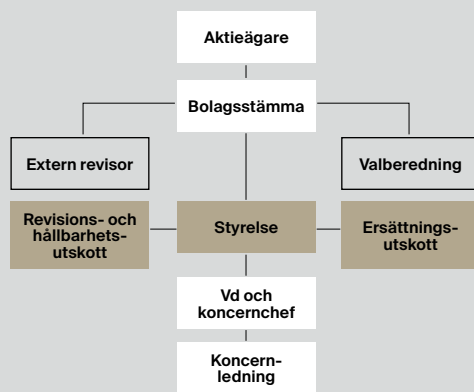 Aktieägare
Bolagsstämma
Extern revisor
Valberedning
Revisions- och
hållbarhets-
utskott
Styrelse
Ersättnings-
utskott
Vd och
koncernchef
Koncern-
ledning